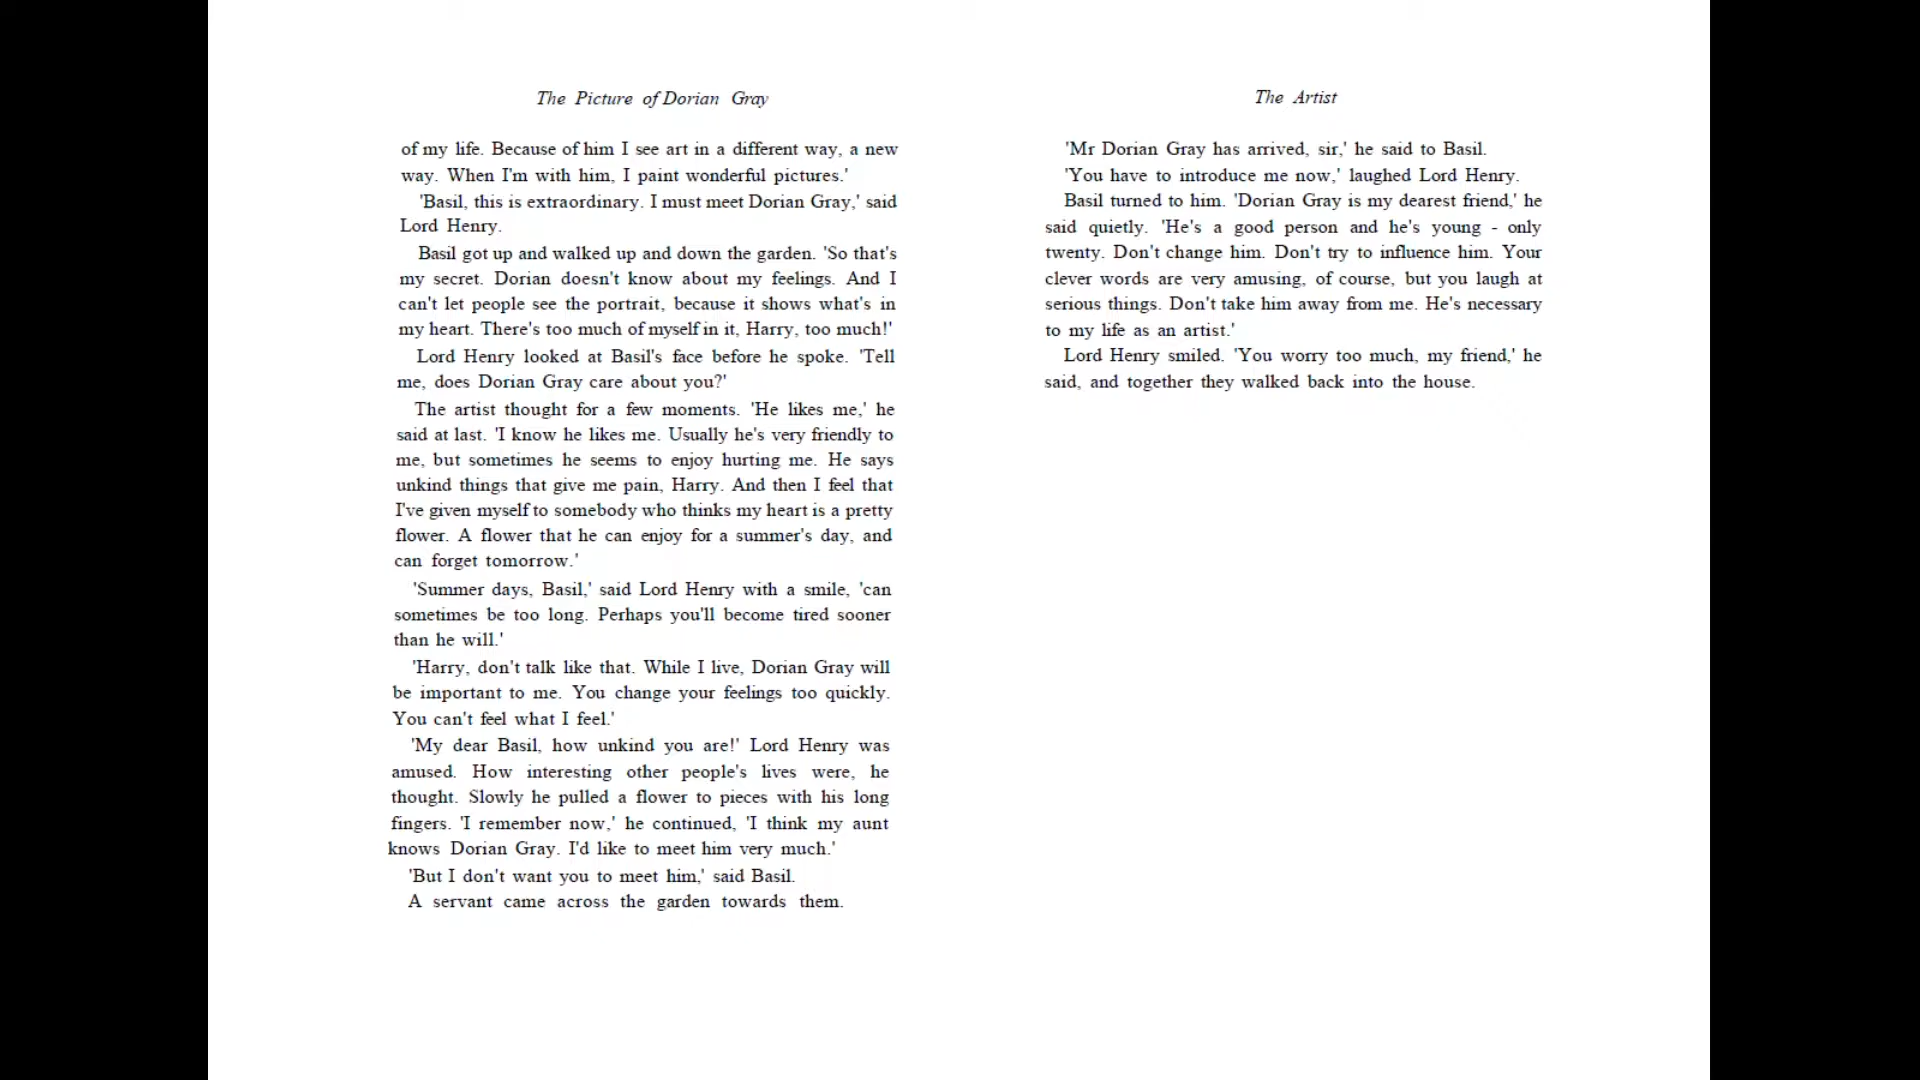 The Picture of Dorian Gray
of my life. Because of him I see art in a different way, a new
way. When I'm with him, I paint wonderful pictures.'
'Basil, this is extraordinary. I must meet Dorian Gray,' said
Lord Henry.
Basil got up and walked up and down the garden. 'So that's
my secret. Dorian doesn't know about my feelings. And I
can't let people see the portrait, because it shows what's in
my heart. There's too much of myself in it, Harry, too much!'
Lord Henry looked at Basil's face before he spoke. 'Tell
me, does Dorian Gray care about you?'
The artist thought for a few moments. 'He likes me,' he
said at last. 'I know he likes me. Usually he's very friendly to
me, but sometimes he seems to enjoy hurting me. He says
unkind things that give me pain, Harry. And then I feel that
I've given myself to somebody who thinks my heart is a pretty
flower. A flower that he can enjoy for a summer's day, and
can forget tomorrow.'
'Summer days, Basil,' said Lord Henry with a smile, 'can
sometimes be too long. Perhaps you'll become tired sooner
than he will.'
'Harry, don't talk like that. While I live, Dorian Gray will
be important to me. You change your feelings too quickly.
You can't feel what I feel.'
'My dear Basil, how unkind you are!' Lord Henry was
amused. How interesting other people's lives were, he
thought. Slowly he pulled a flower to pieces with his long
fingers. 'I remember now,' he continued, 'I think my aunt
knows Dorian Gray. I'd like to meet him very much.'
'But I don't want you to meet him,' said Basil.
A servant came across the garden towards them.
The Artist
'Mr Dorian Gray has arrived, sir,' he said to Basil.
'You have to introduce me now,' laughed Lord Henry.
Basil turned to him. 'Dorian Gray is my dearest friend,' he
said quietly. 'He's a good person and he's young - only
twenty. Don't change him. Don't try to influence him. Your
clever words are very amusing, of course, but you laugh at
serious things. Don't take him away from me. He's necessary
to my life as an artist.'
Lord Henry smiled. 'You worry too much, my friend,' he
said, and together they walked back into the house.